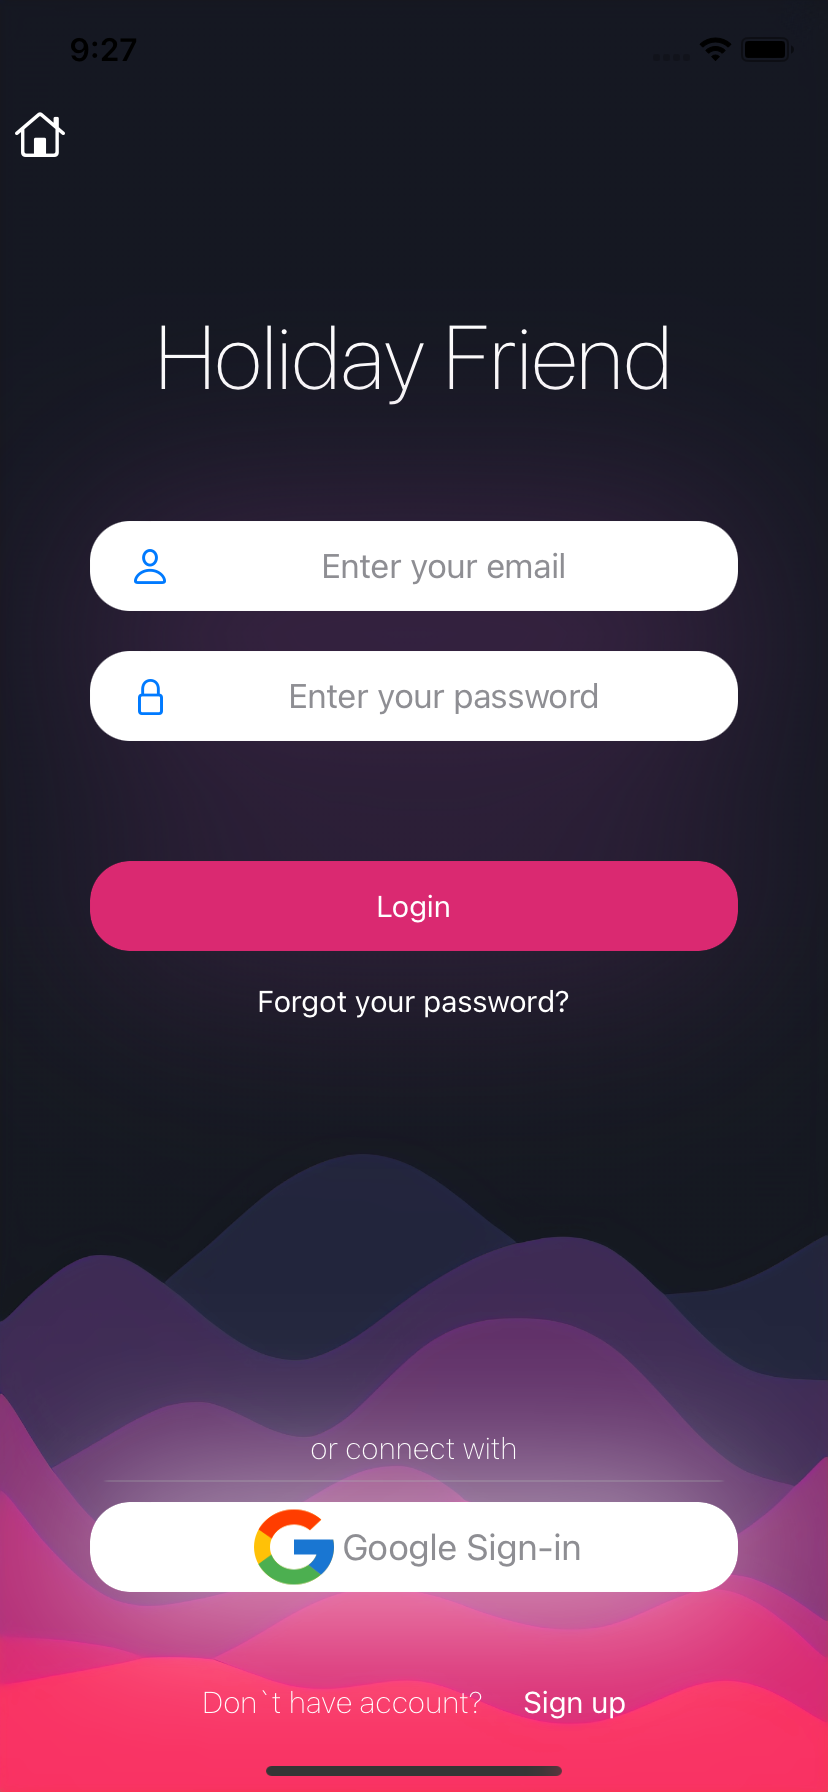 9:27
Holiday Friend
Enter your email
Enter your password
Login
Forgot your password?
or connect with
Google Sign-in
Don`t have account? Sign up